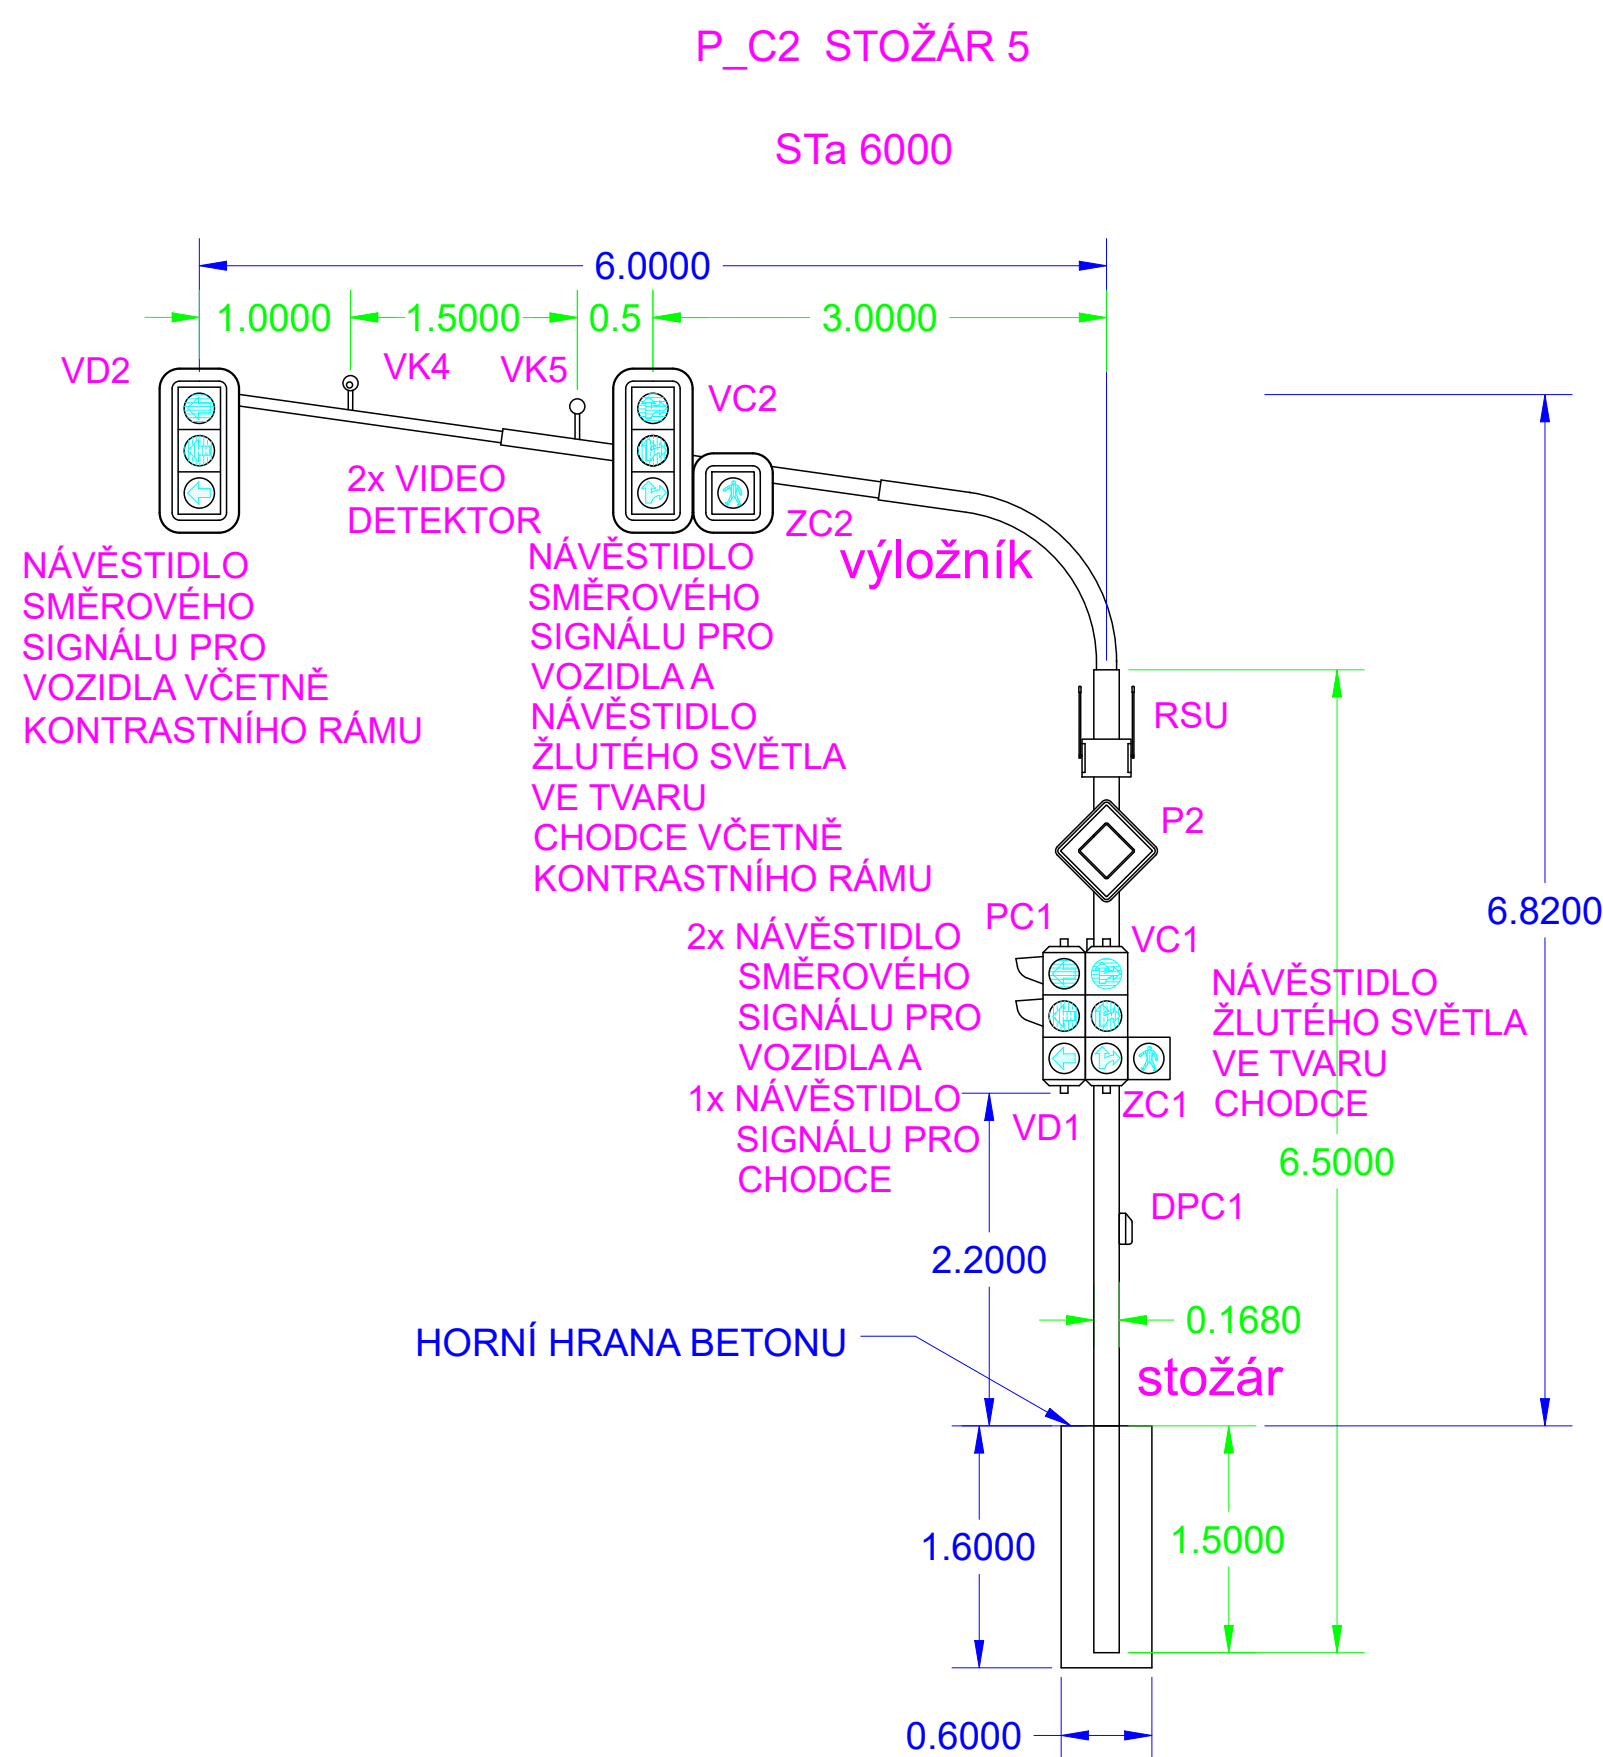 P_C2 STOŽÁR 5
STa 6000
6.0000
1.0000
1.5000
0.5
3.0000
VD2
VK4
VK5
VC2
2x VIDEO
DETEKTOR
ZC2
výložník
NÁVĚSTIDLO
SMĚROVÉHO
SIGNÁLU PRO
VOZIDLA VČETNĚ
KONTRASTNÍHO RÁMU
NÁVĚSTIDLO
SMĚROVÉHO
SIGNÁLU PRO
VOZIDLA A
NÁVĚSTIDLO
ŽLUTÉHO SVĚTLA
VE TVARU
CHODCE VČETNĚ
KONTRASTNÍHO RÁMU
RSU
P2
6.8200
PC1
VC1
2x NÁVĚSTIDLO
SMĚROVÉHO
SIGNÁLU PRO
VOZIDLA A
1x NÁVĚSTIDLO
SIGNÁLU PRO
CHODCE
NÁVĚSTIDLO
ŽLUTÉHO SVĚTLA
VE TVARU
CHODCE
VD1
ZC1
6.5000
DPC1
2.2000
0.1680
HORNÍ HRANA BETONU
stožár
1.6000
1.5000
0.6000